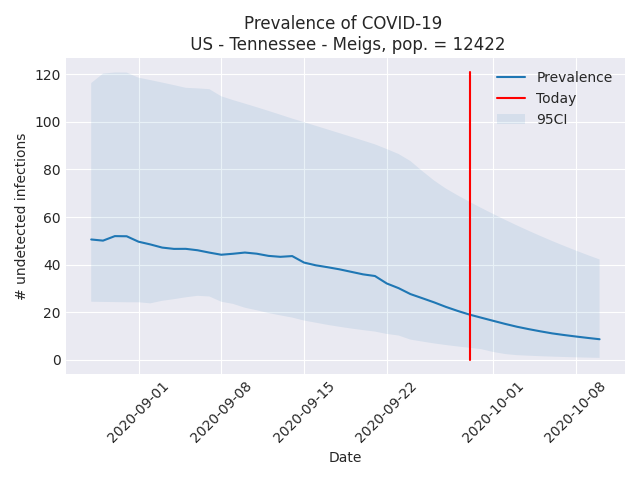 Prevalence of COVID-19
US - Tennessee - Meigs, pop. = 12422
120
100
80
60
40
20
0
# undetected infections
Prevalence
Today
95CI
2020-09-01
2020-09-08
2020-09-15
2020-09-22
2020-10-01
2020-10-08
Date